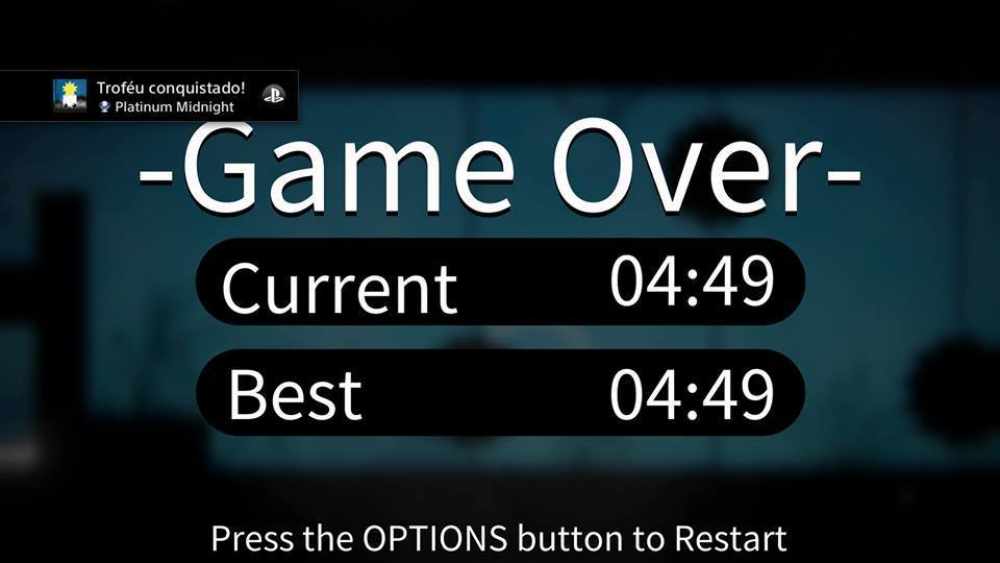 Troféu conquistado!
Platinum Midnight
-Game Over-
Current 04:49
Best 04:49
Press the OPTIONS button to Restart